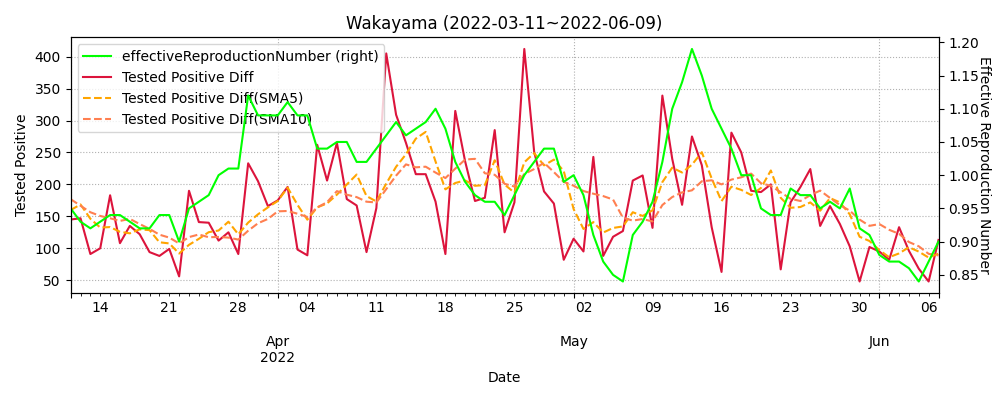 Wakayama (2022-03-11~2022-06-09)
effectiveReproductionNumber (right)
Tested Positive Diff
Tested Positive Diff(SMA5)
Tested Positive Diff(SMA10)
Tested Positive
400
350
300
250
200
150
100
50
1.20
1.15
1.10
1.05
1.00
0.95
0.90
0.85
Effective Reproduction Number
14 21 28 04 11 18 25 02 09 16 23 30 06
Apr May Jun
2022
Date